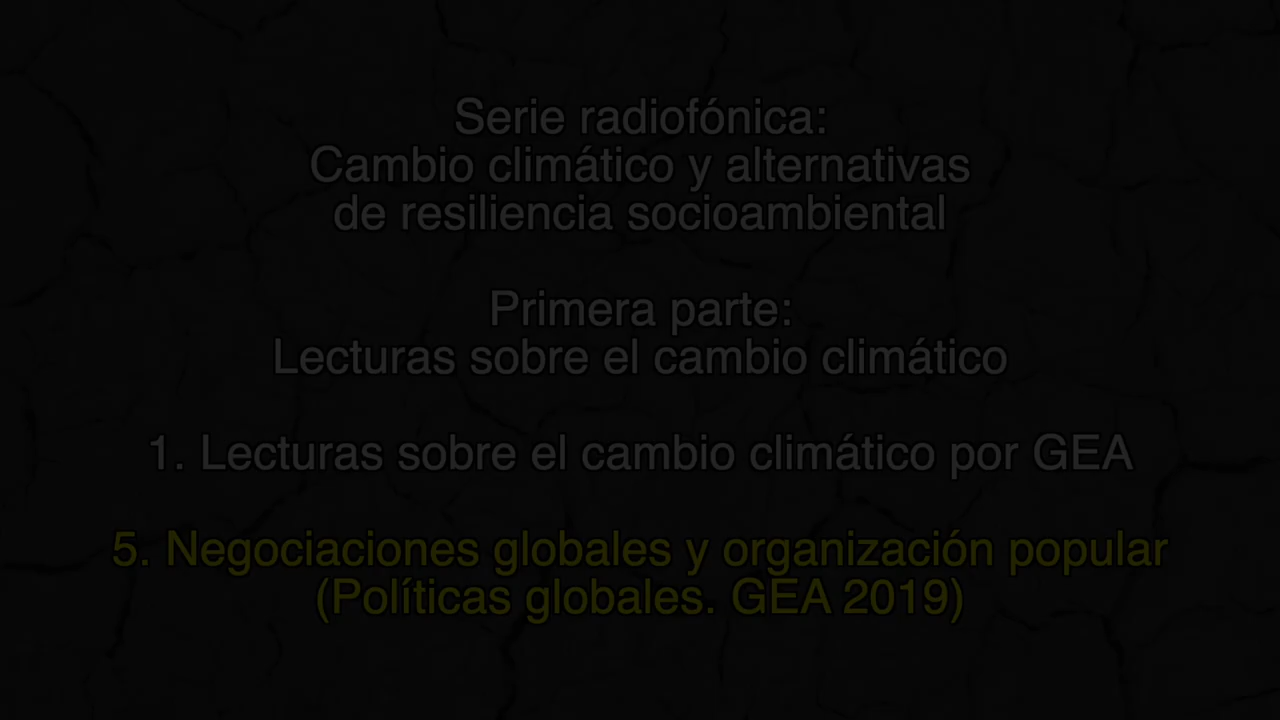 Serie radiofónica:
Cambio climático y alternativas
de resiliencia socioambiental
Primera parte:
Lecturas sobre el cambio climático
1. Lecturas sobre el cambio climático por GEA
5. Negociaciones globales y organización popular
(Políticas globales. GEA 2019)